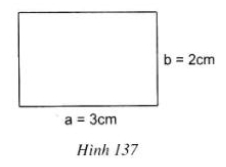 b = 2cm
a = 3cm
Hình 137